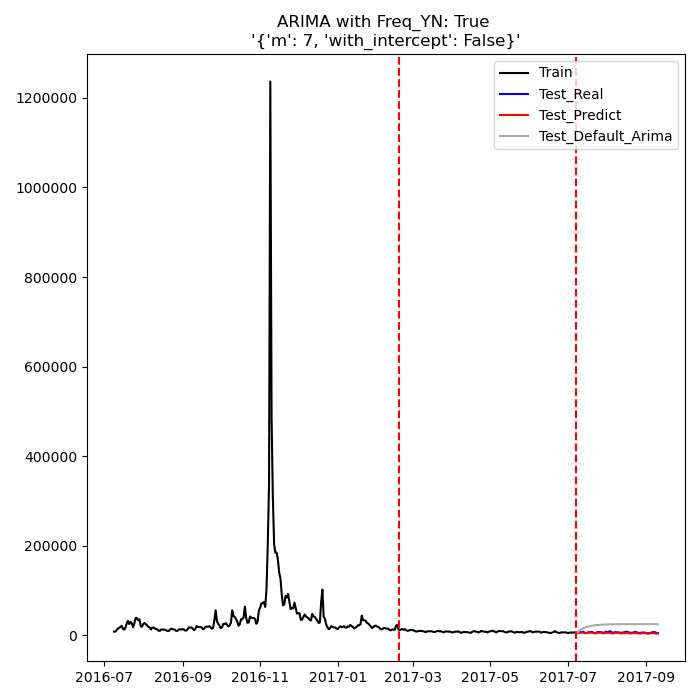 ARIMA with Freq_YN: True
'{'m': 7, 'with_intercept': False}'
Train
Test_Real
Test_Predict
Test_Default_Arima
1200000
1000000
800000
600000
400000
200000
0
2016-07 2016-09 2016-11 2017-01 2017-03 2017-05 2017-07 2017-09